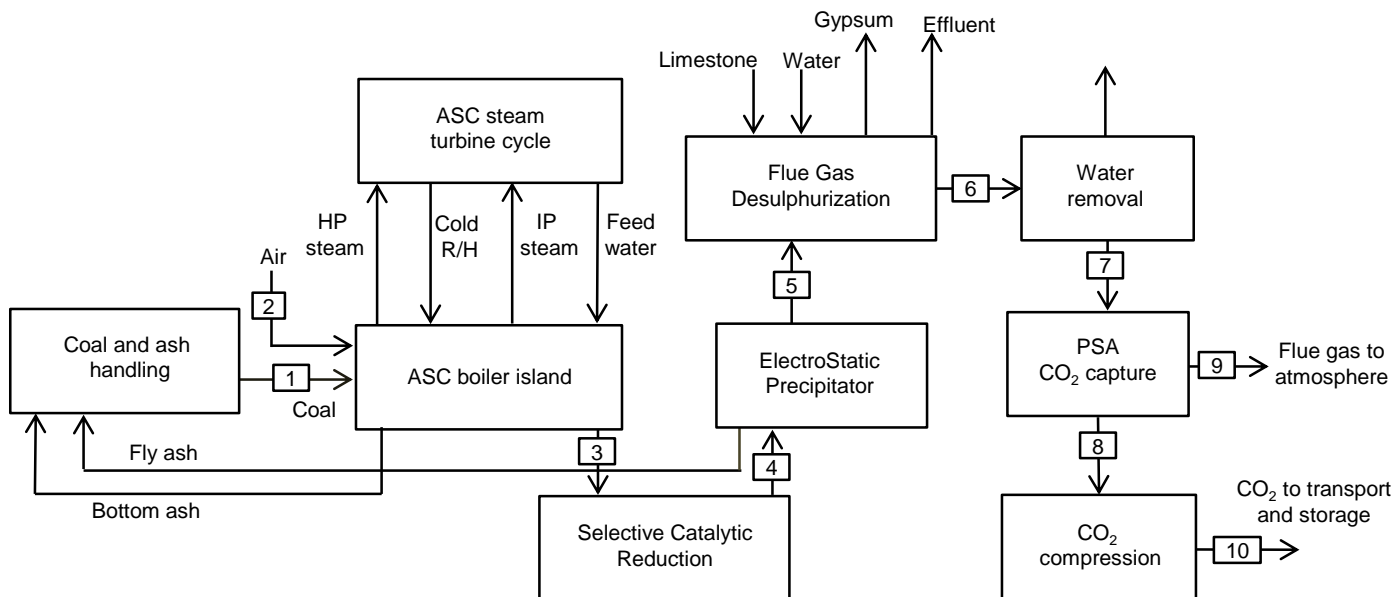 Gypsum
Effluent
Limestone
Water
ASC steam
turbine cycle
Flue Gas
Desulphurization
6
Water
removal
HP
steam
Cold
R/H
IP
steam
Feed
water
Air
2
5
7
Coal and ash
handling
1
Coal
ASC boiler island
ElectroStatic
Precipitator
PSA
CO₂ capture
9
Flue gas to
atmosphere
3
Fly ash
4
8
Bottom ash
Selective Catalytic
Reduction
CO₂
compression
10
CO₂ to transport
and storage